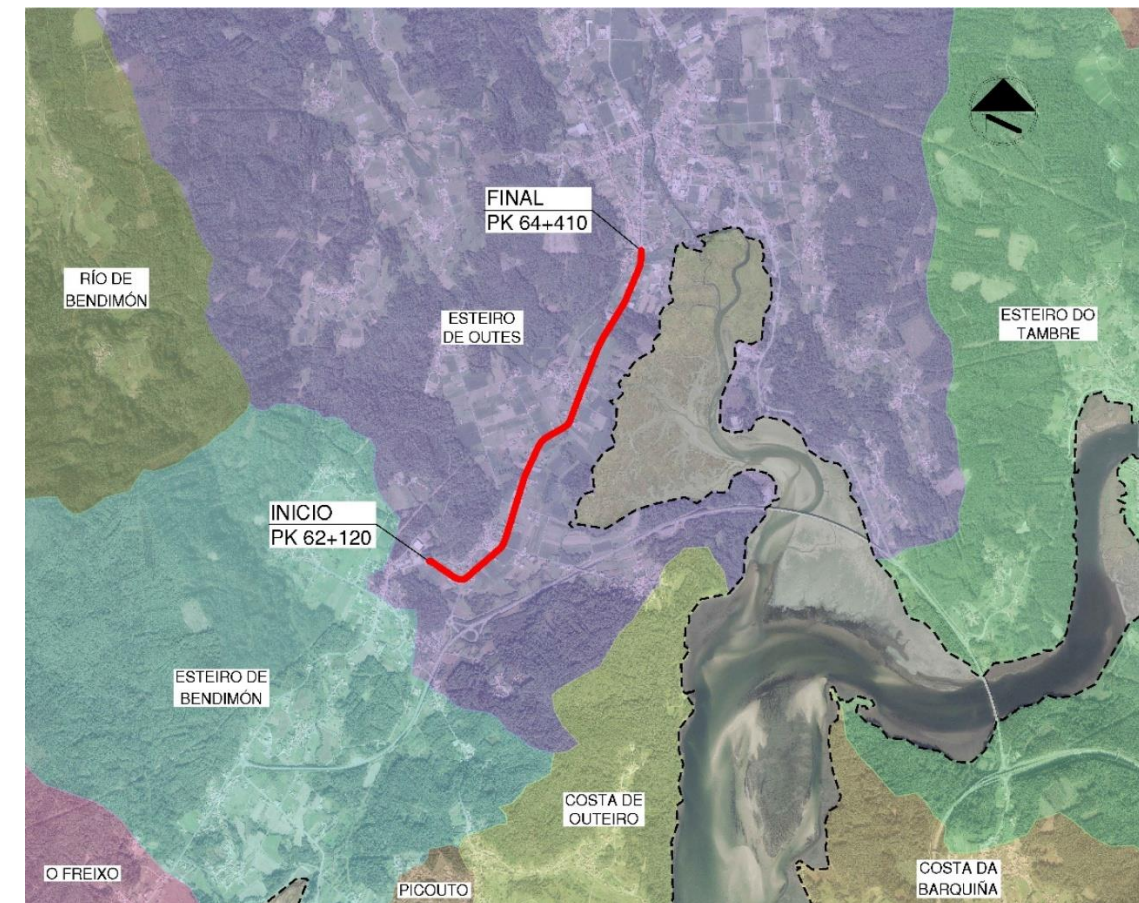 FINAL
PK 64+410
RÍO DE
BENDIMÓN
ESTEIRO
DE OUTES
ESTEIRO DO
TAMBRE
INICIO
PK 62+120
ESTEIRO DE
BENDIMÓN
COSTA DE
OUTEIRO
O FREIXO
PICOUTO
COSTA DA
BARQUIÑA